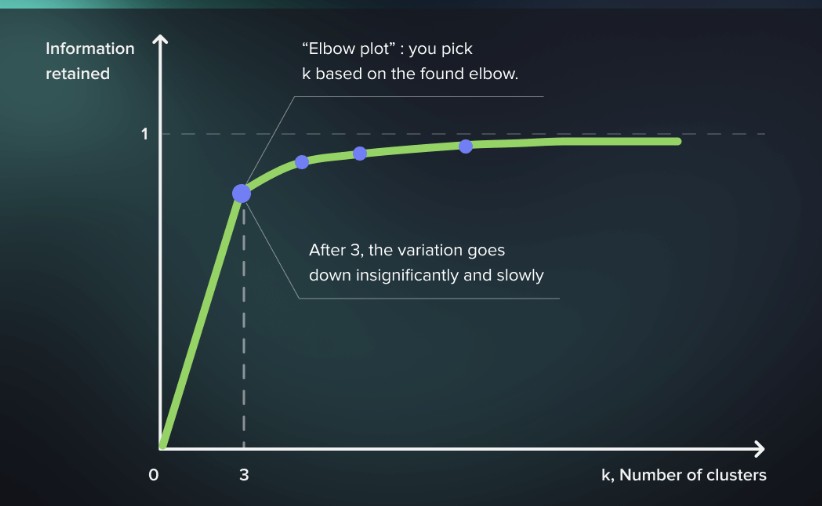 Information
retained
“Elbow plot” : you pick
k based on the found elbow.
1
After 3, the variation goes
down insignificantly and slowly
0
3
k, Number of clusters